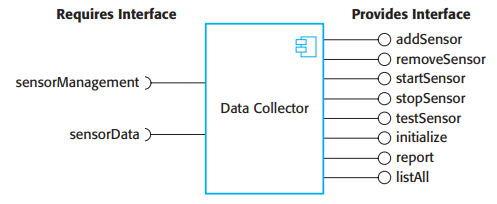 Requires Interface
Provides Interface
addSensor
removeSensor
sensorManagement
startSensor
stopSensor
Data Collector
testSensor
sensorData
initialize
report
listAll